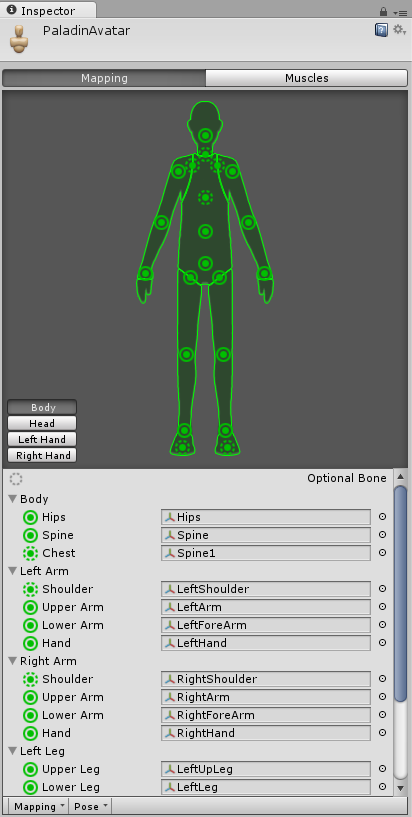 Inspector
PaladinAvatar
Mapping Muscles
Body
Head
Left Hand
Right Hand
Optional Bone
Body
Hips Hips
Spine Spine
Chest Spine1
Left Arm
Shoulder LeftShoulder
Upper Arm LeftArm
Lower Arm LeftForeArm
Hand LeftHand
Right Arm
Shoulder RightShoulder
Upper Arm RightArm
Lower Arm RightForeArm
Hand RightHand
Left Leg
Upper Leg LeftUpLeg
Lower Leg LeftLeg
Mapping Pose